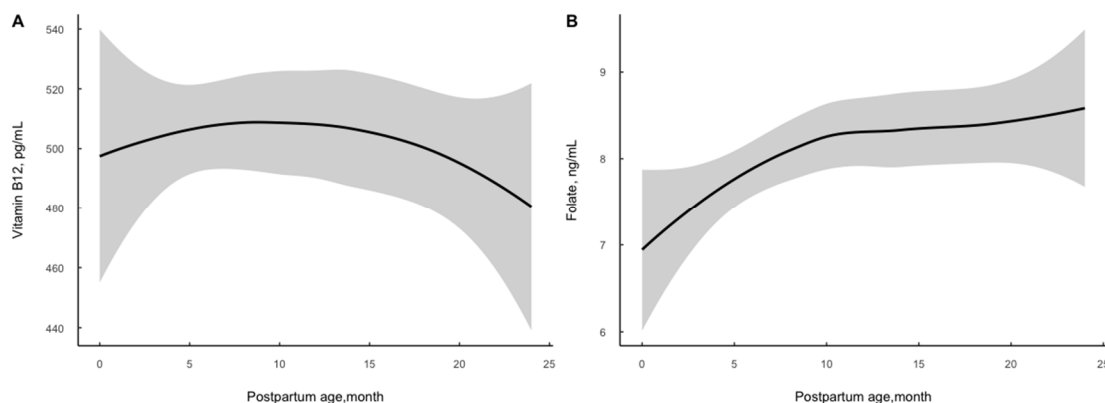 A
Vitamin B12, pg/mL
540
520
500
480
460
440
0 5 10 15 20 25
Postpartum age,month
B
Folate, ng/mL
9
8
7
6
0 5 10 15 20 25
Postpartum age,month